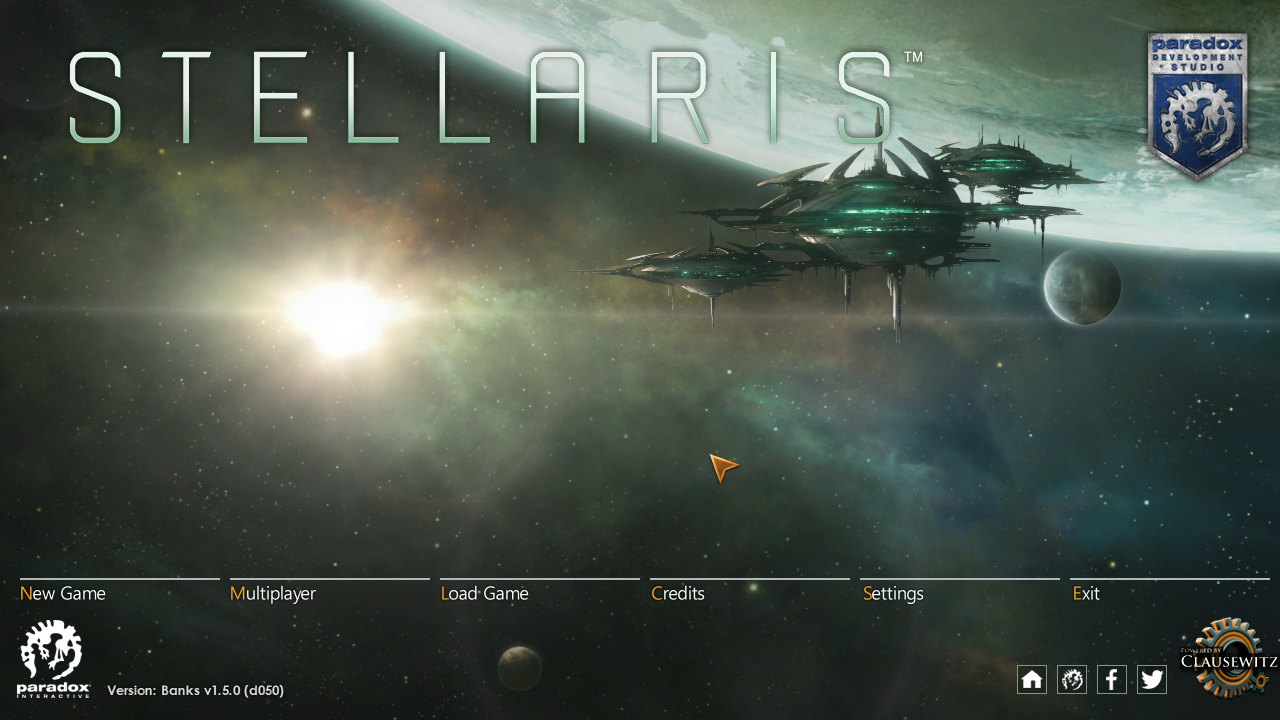 STELLARIS™
paradox
DEVELOPMENT
STUDIO
New Game
Multiplayer
Load Game
Credits
Settings
Exit
paradox
INTERACTIVE
Version: Banks v1.5.0 (d050)
POWERED BY
CLAUSEWITZ